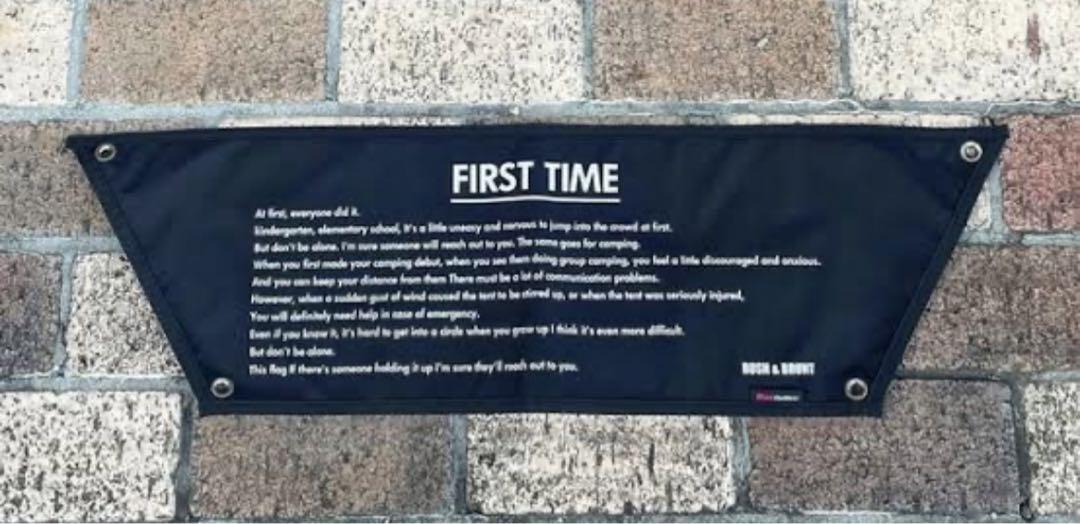 FIRST TIME
At first, everyone did it.
kindergarten, elementary school, it's a little uneasy and nervous to jump into the crowd at first.
But don't be alone. I'm sure someone will reach out to you. The same goes for camping.
When you first made your camping debut, when you see them doing group camping, you feel a little discouraged and anxious.
And you can keep your distance from them There must be a lot of communication problems.
However, when a sudden gust of wind caused the tent to be stirred up, or when the tent was seriously injured,
You will definitely need help in case of emergency.
Even if you know it, it's hard to get into a circle when you grow up I think it's even more difficult.
But don't be alone.
This flag if there's someone holding it up I'm sure they'll reach out to you.